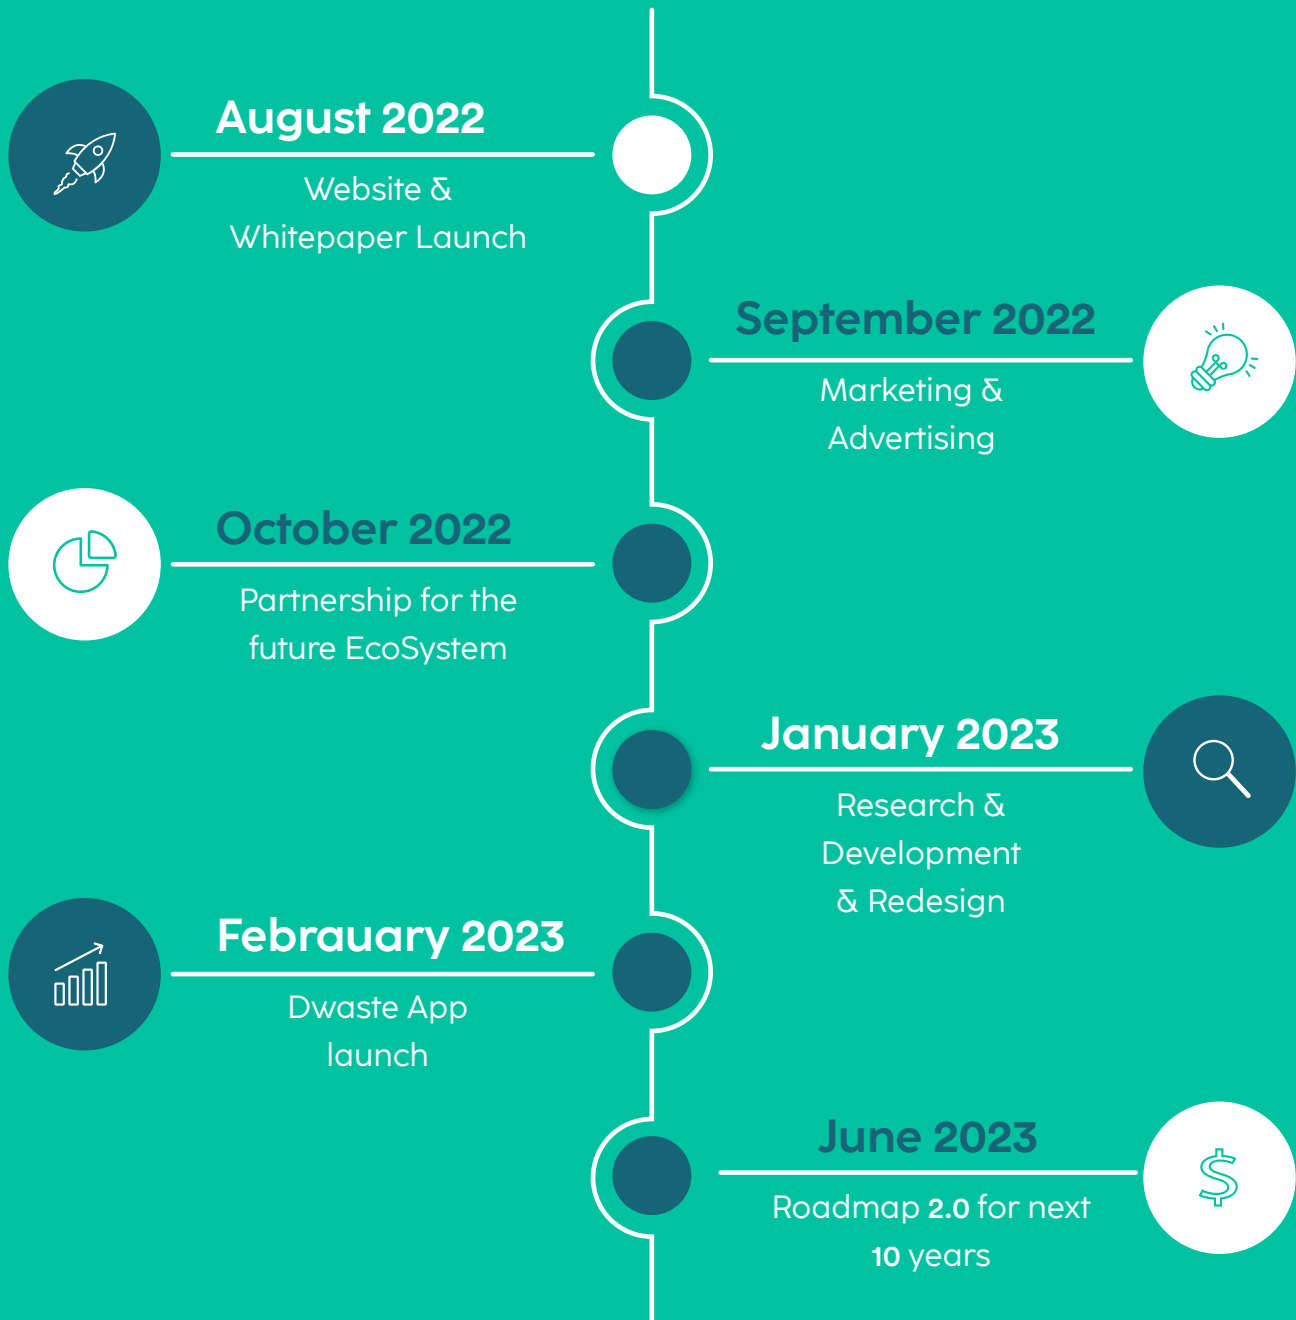 August 2022
Website &
Whitepaper Launch
September 2022
Marketing &
Advertising
October 2022
Partnership for the
future EcoSystem
January 2023
Research &
Development
& Redesign
Febrauary 2023
Dwaste App
launch
June 2023
Roadmap 2.0 for next
10 years